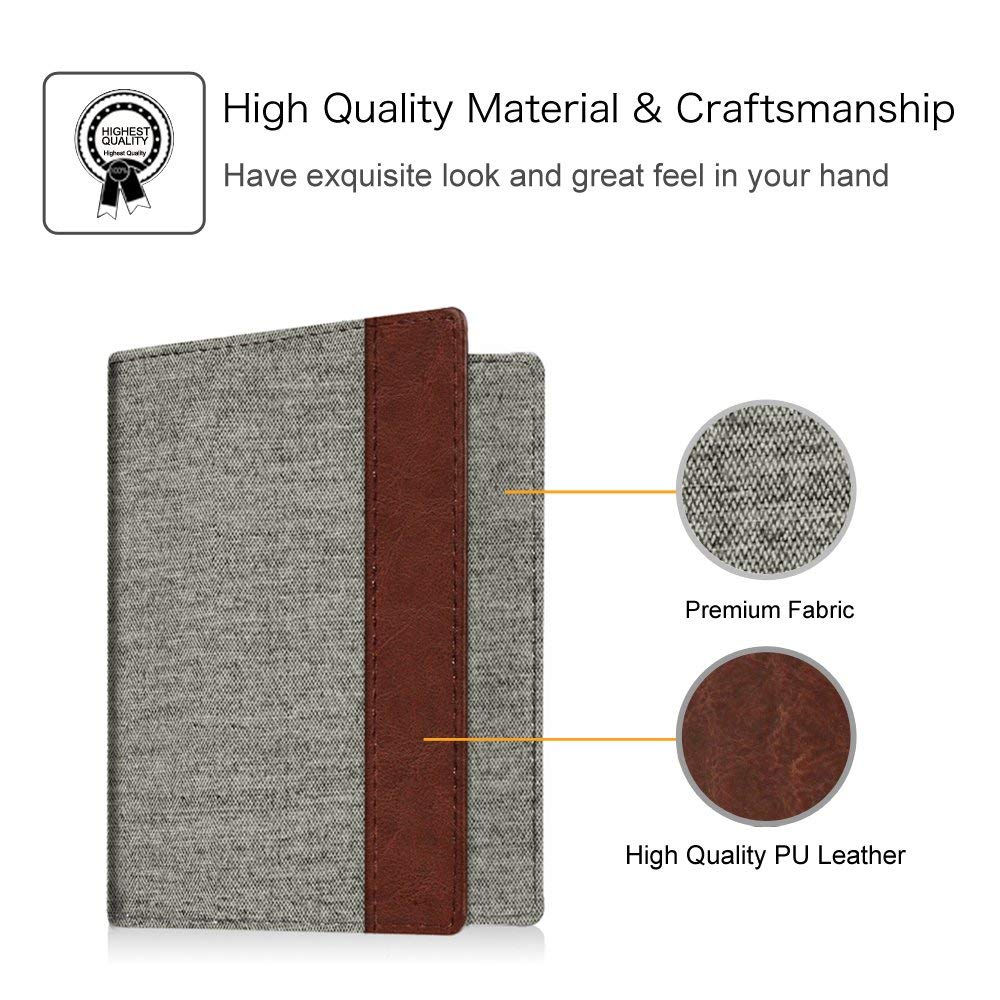 HIGHEST
QUALITY
Highest Quality
100%
High Quality Material & Craftsmanship
Have exquisite look and great feel in your hand
Premium Fabric
High Quality PU Leather